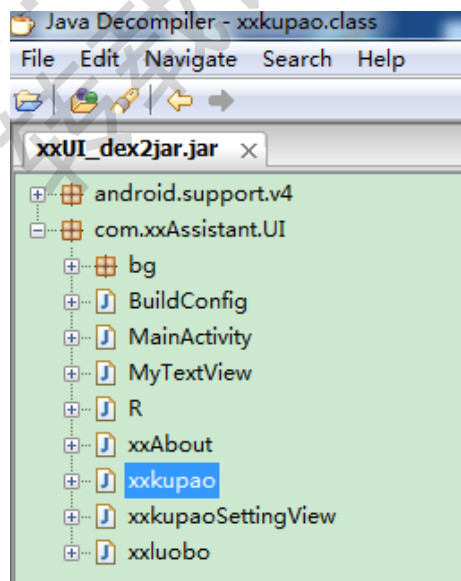 Java Decompiler - xxkupao.class
File Edit Navigate Search Help
xxUI_dex2jar.jar
android.support.v4
com.xxAssistant.UI
bg
BuildConfig
MainActivity
MyTextView
R
xxAbout
xxkupao
xxkupaoSettingView
xxluobo